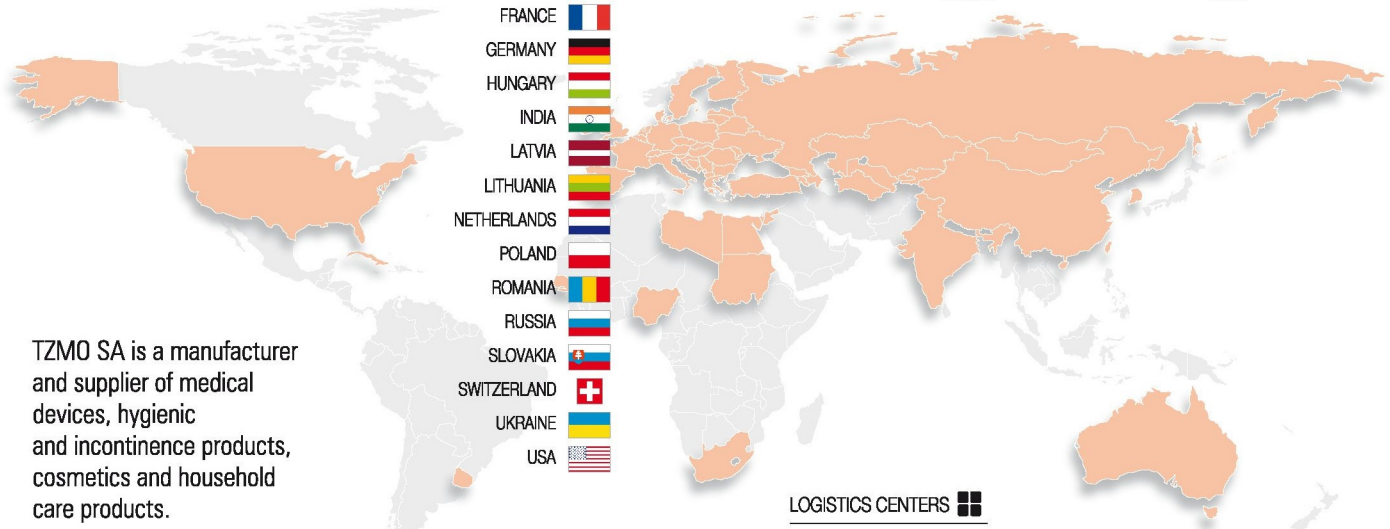 FRANCE
GERMANY
HUNGARY
INDIA
LATVIA
LITHUANIA
NETHERLANDS
POLAND
ROMANIA
RUSSIA
SLOVAKIA
SWITZERLAND
UKRAINE
USA
TZMO SA is a manufacturer
and supplier of medical
devices, hygienic
and incontinence products,
cosmetics and household
care products.
LOGISTICS CENTERS